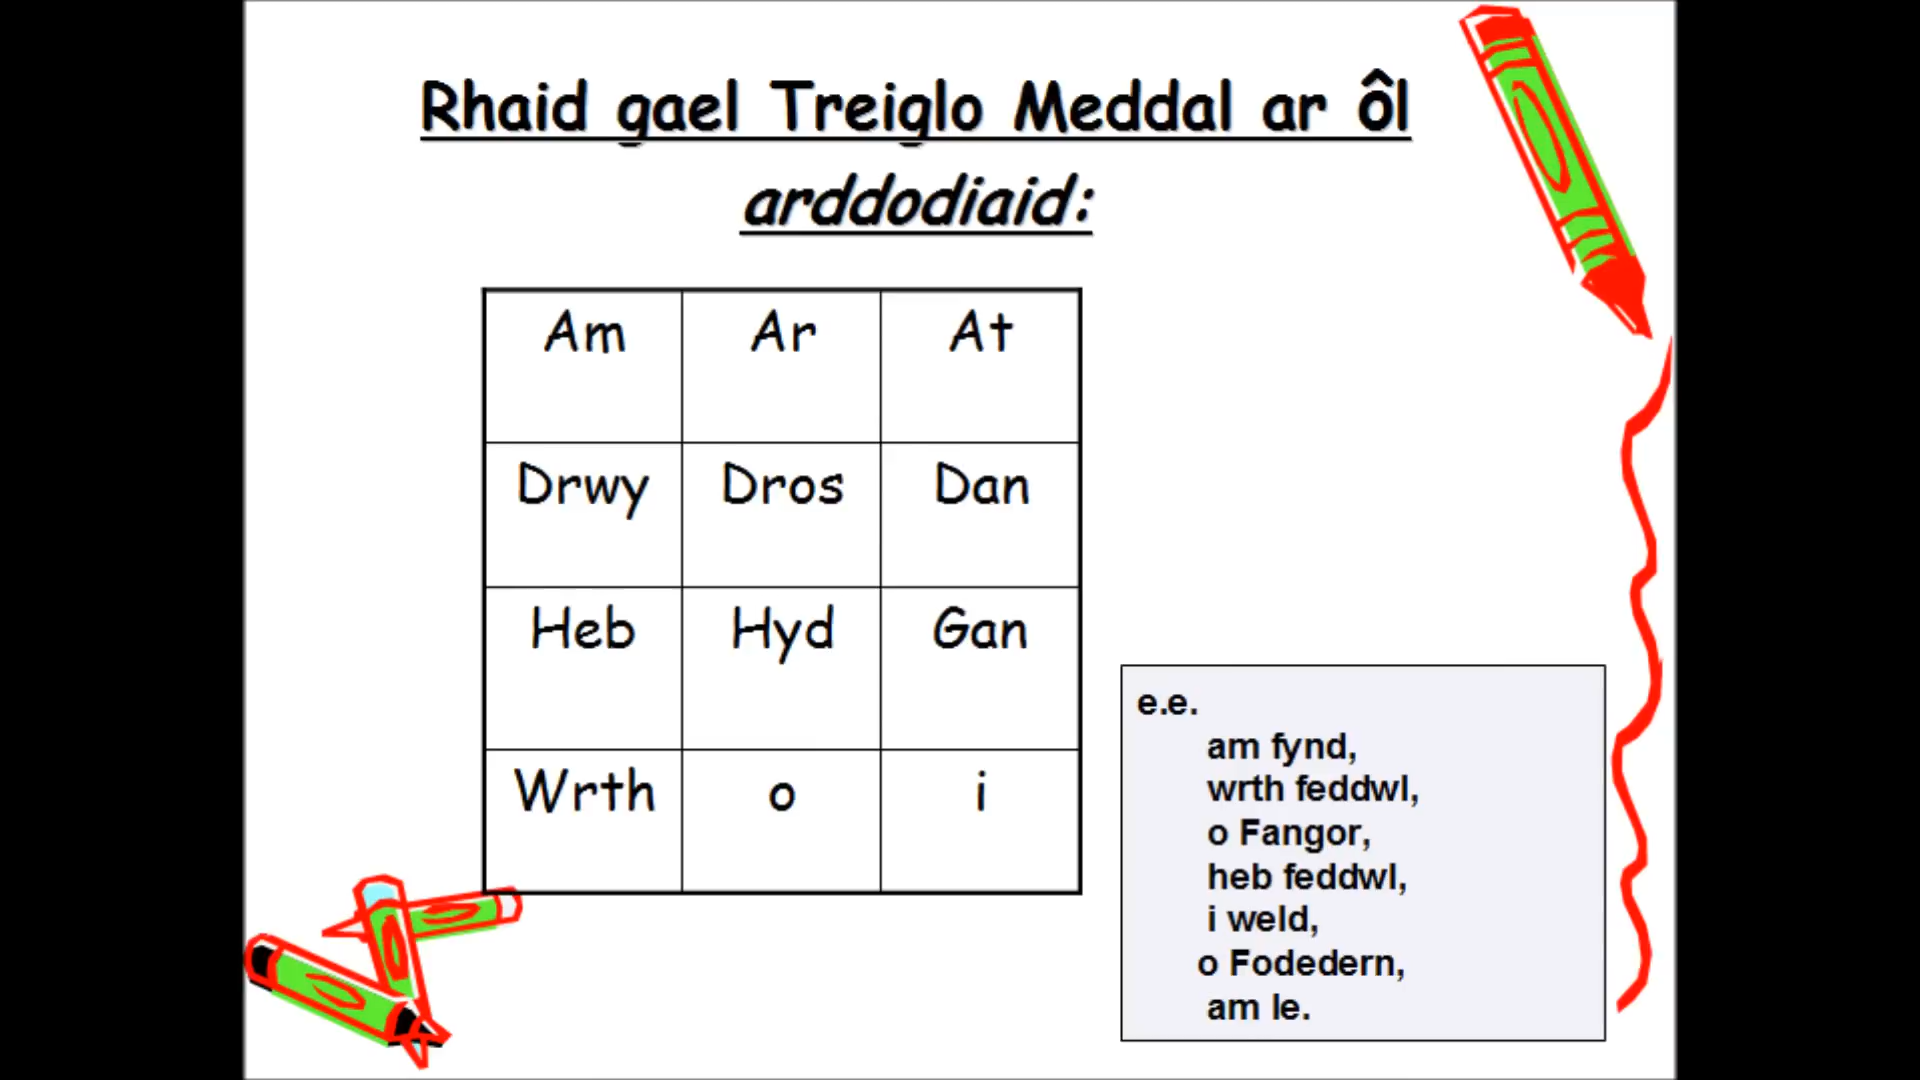 Rhaid gael Treiglo Meddal ar ôl
arddodiaid:
Am Ar At
Drwy Dros Dan
Heb Hyd Gan
Wrth o i
e.e.
am fynd,
wrth feddwl,
o Fangor,
heb feddwl,
i weld,
o Fodedern,
am le.